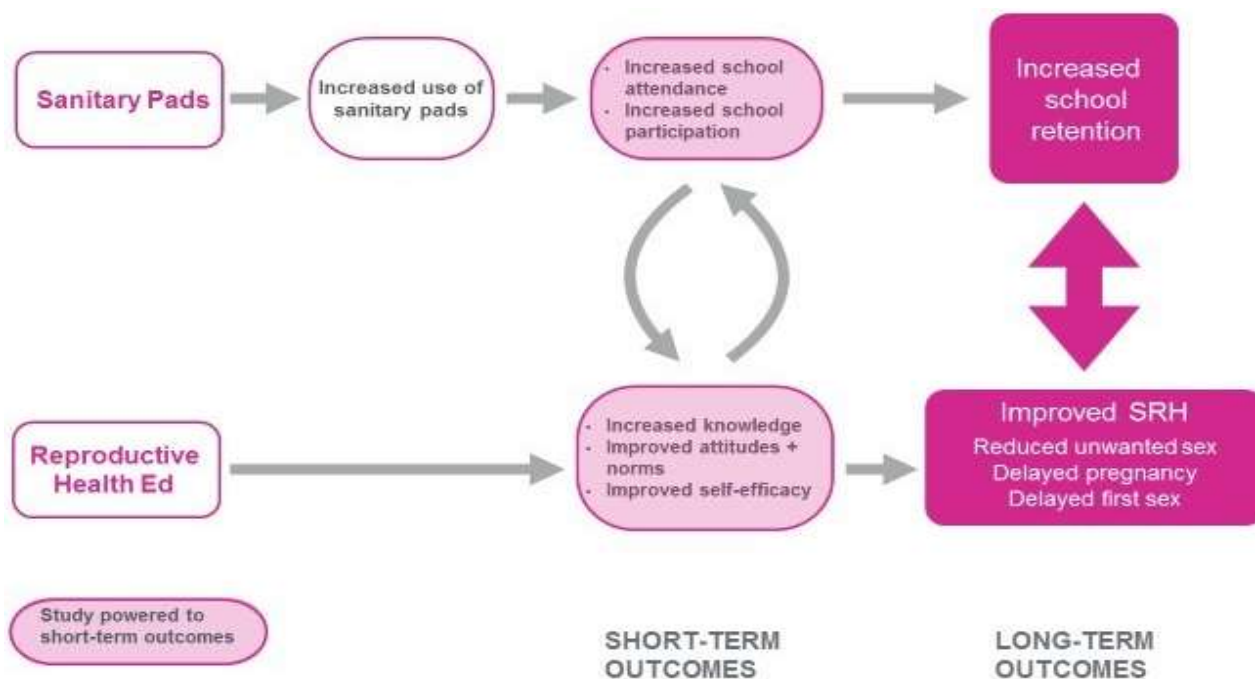 Sanitary Pads
Increased use of
sanitary pads
- Increased school
attendance
- Increased school
participation
Increased
school
retention
Reproductive
Health Ed
- Increased knowledge
- Improved attitudes +
norms
- Improved self-efficacy
Improved SRH
Reduced unwanted sex
Delayed pregnancy
Delayed first sex
Study powered to
short-term outcomes
SHORT-TERM
OUTCOMES
LONG-TERM
OUTCOMES